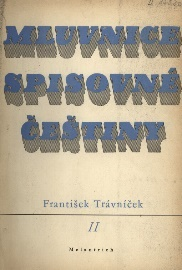 MLUVNICE
SPISOVNÉ
ČEŠTINY
František Trávníček
II
Melantrich